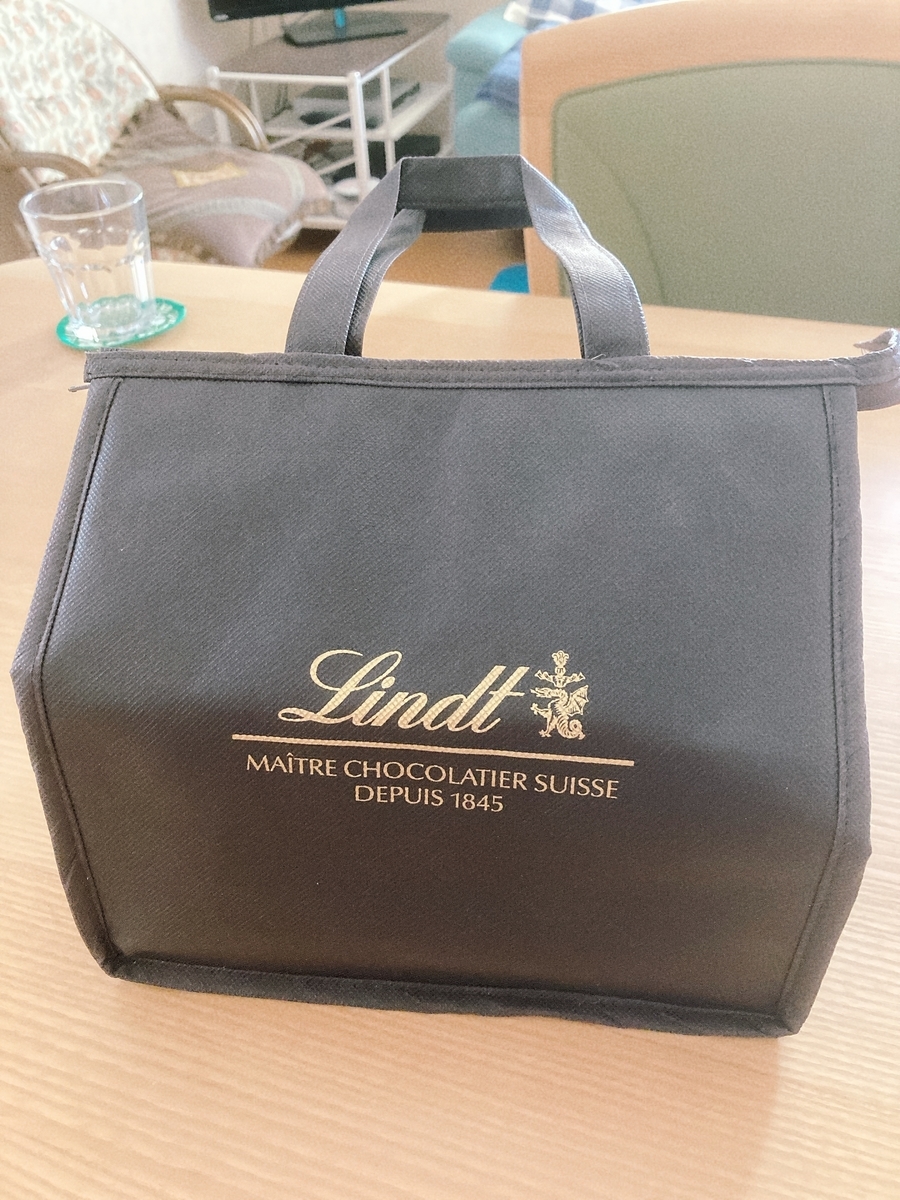 Lindt
MAÎTRE CHOCOLATIER SUISSE
DEPUIS 1845